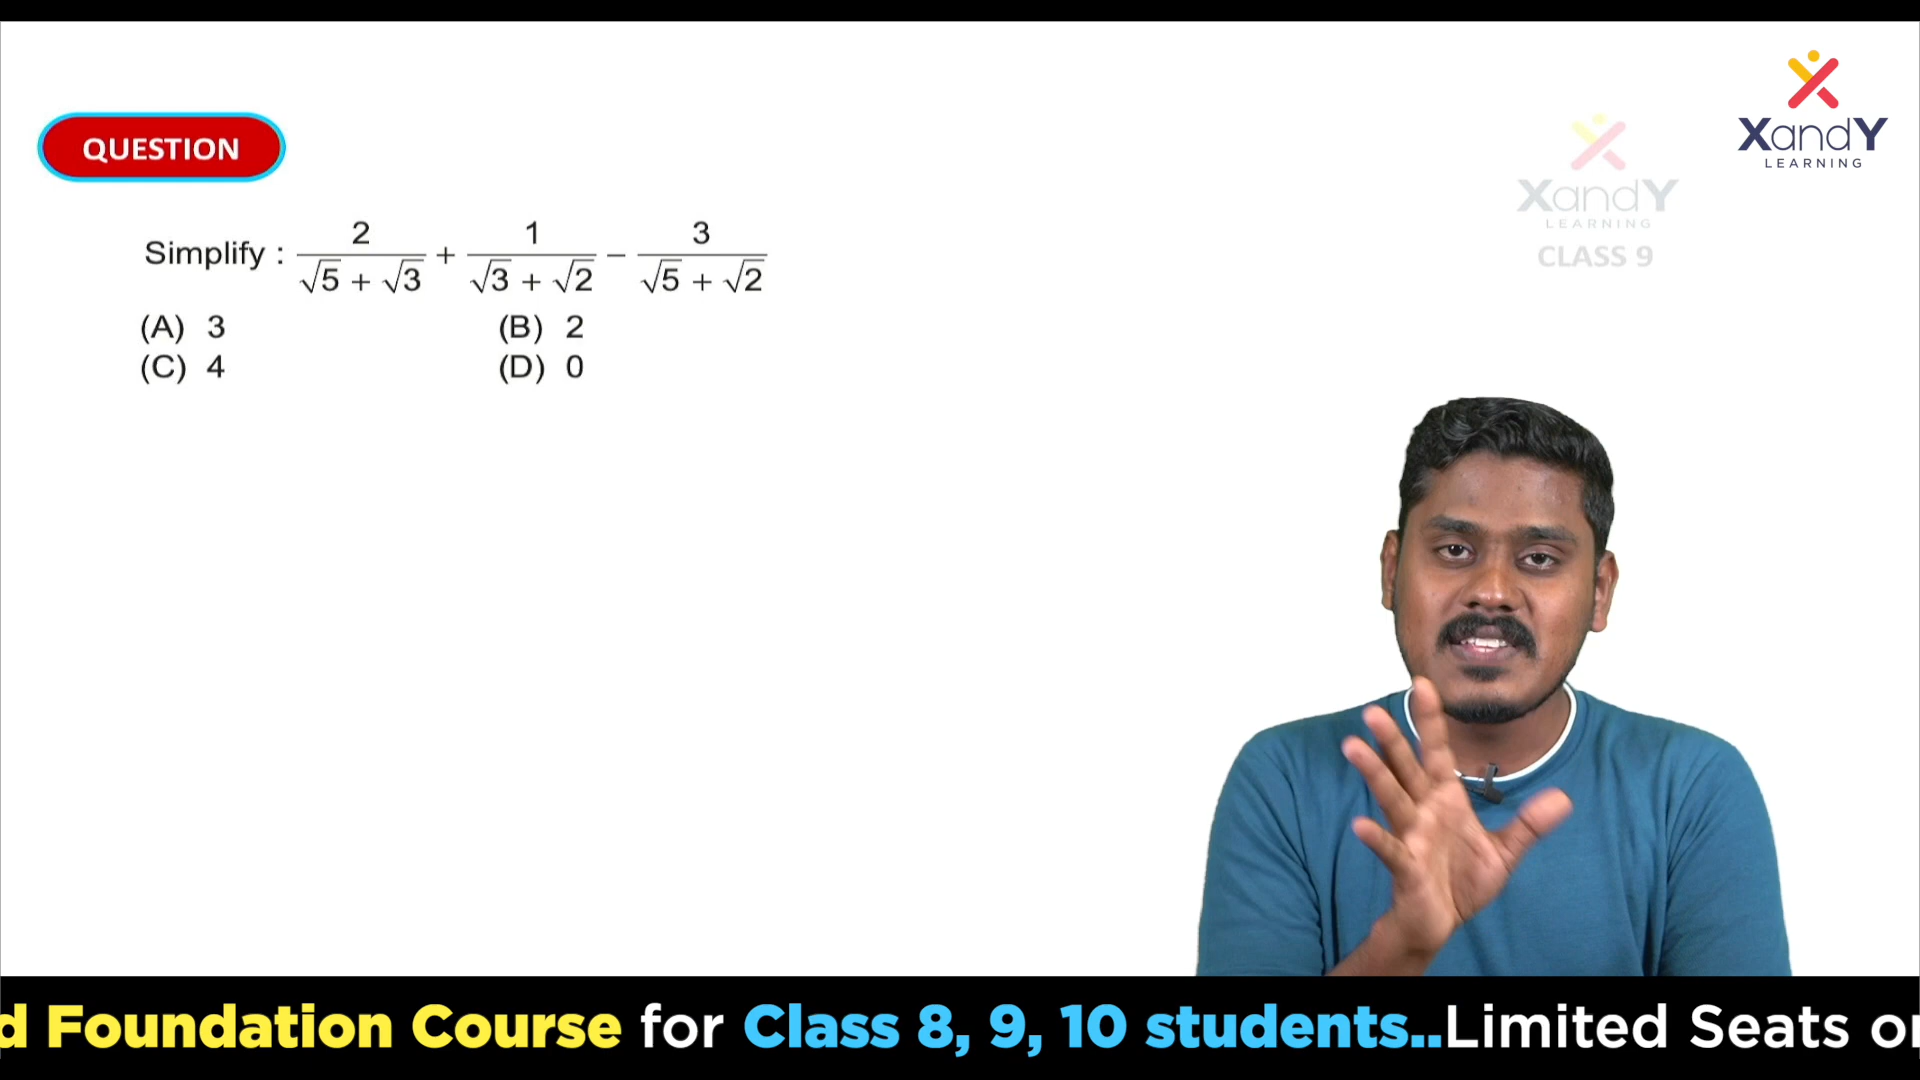 XandY
LEARNING
XandY
LEARNING
CLASS 9
QUESTION
Simplify : 2/(√5 + √3) + 1/(√3 + √2) − 3/(√5 + √2)
(A) 3 (B) 2
(C) 4 (D) 0
d Foundation Course for Class 8, 9, 10 students..Limited Seats o